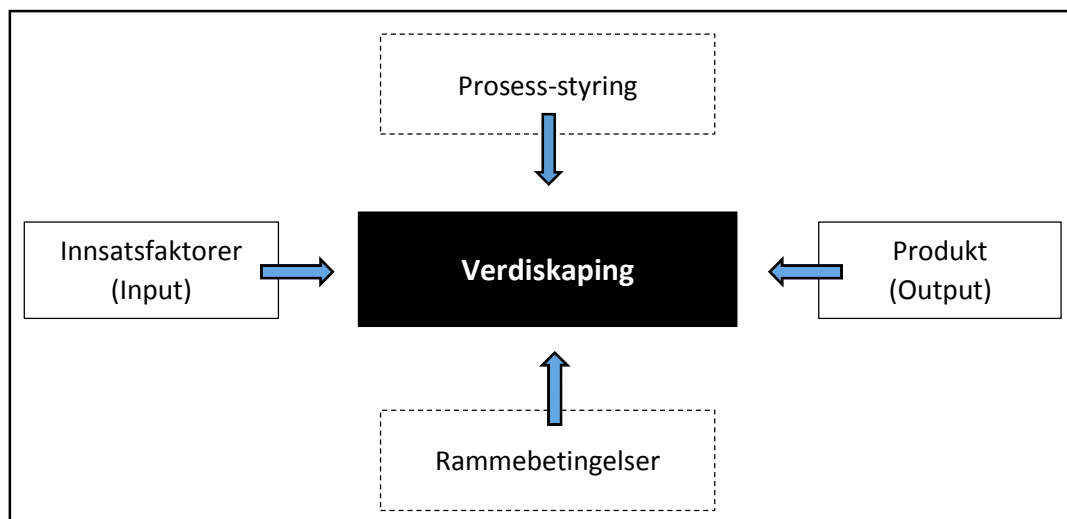 Prosess-styring
Innsatsfaktorer
(Input)
Verdiskaping
Produkt
(Output)
Rammebetingelser